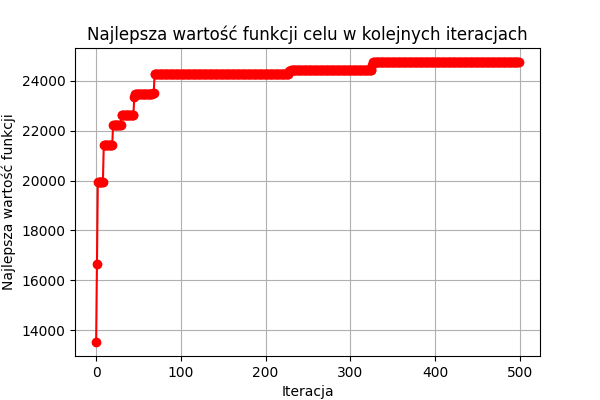 Najlepsza wartość funkcji celu w kolejnych iteracjach
Najlepsza wartość funkcji
24000
22000
20000
18000
16000
14000
0 100 200 300 400 500
Iteracja